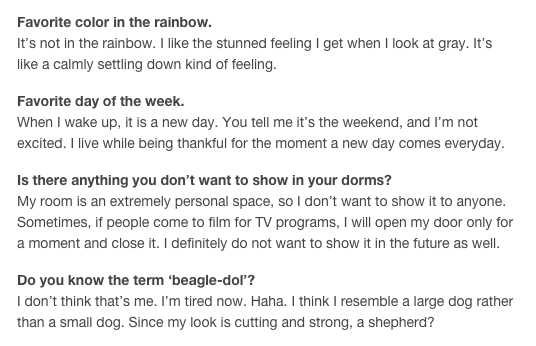 Favorite color in the rainbow.
It's not in the rainbow. I like the stunned feeling I get when I look at gray. It's
like a calmly settling down kind of feeling.
Favorite day of the week.
When I wake up, it is a new day. You tell me it's the weekend, and I'm not
excited. I live while being thankful for the moment a new day comes everyday.
Is there anything you don't want to show in your dorms?
My room is an extremely personal space, so I don't want to show it to anyone.
Sometimes, if people come to film for TV programs, I will open my door only for
a moment and close it. I definitely do not want to show it in the future as well.
Do you know the term ‘beagle-dol’?
I don't think that's me. I'm tired now. Haha. I think I resemble a large dog rather
than a small dog. Since my look is cutting and strong, a shepherd?